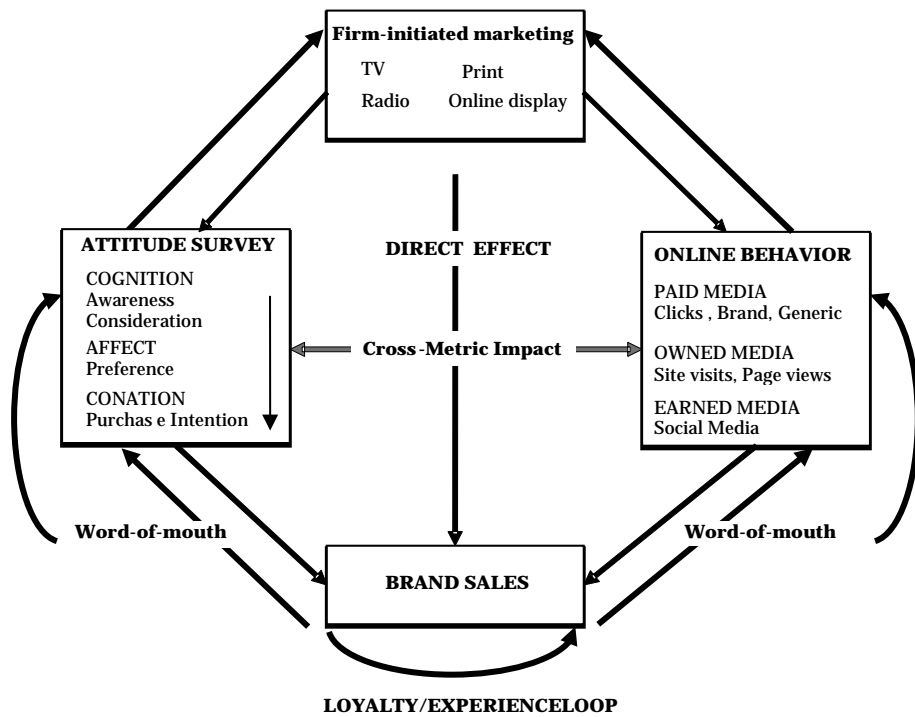 Firm-initiated marketing
TV Print
Radio Online display
ATTITUDE SURVEY
COGNITION
Awareness
Consideration
AFFECT
Preference
CONATION
Purchas e Intention
DIRECT EFFECT
Cross-Metric Impact
ONLINE BEHAVIOR
PAID MEDIA
Clicks , Brand, Generic
OWNED MEDIA
Site visits, Page views
EARNED MEDIA
Social Media
Word-of-mouth
Word-of-mouth
BRAND SALES
LOYALTY/EXPERIENCELOOP